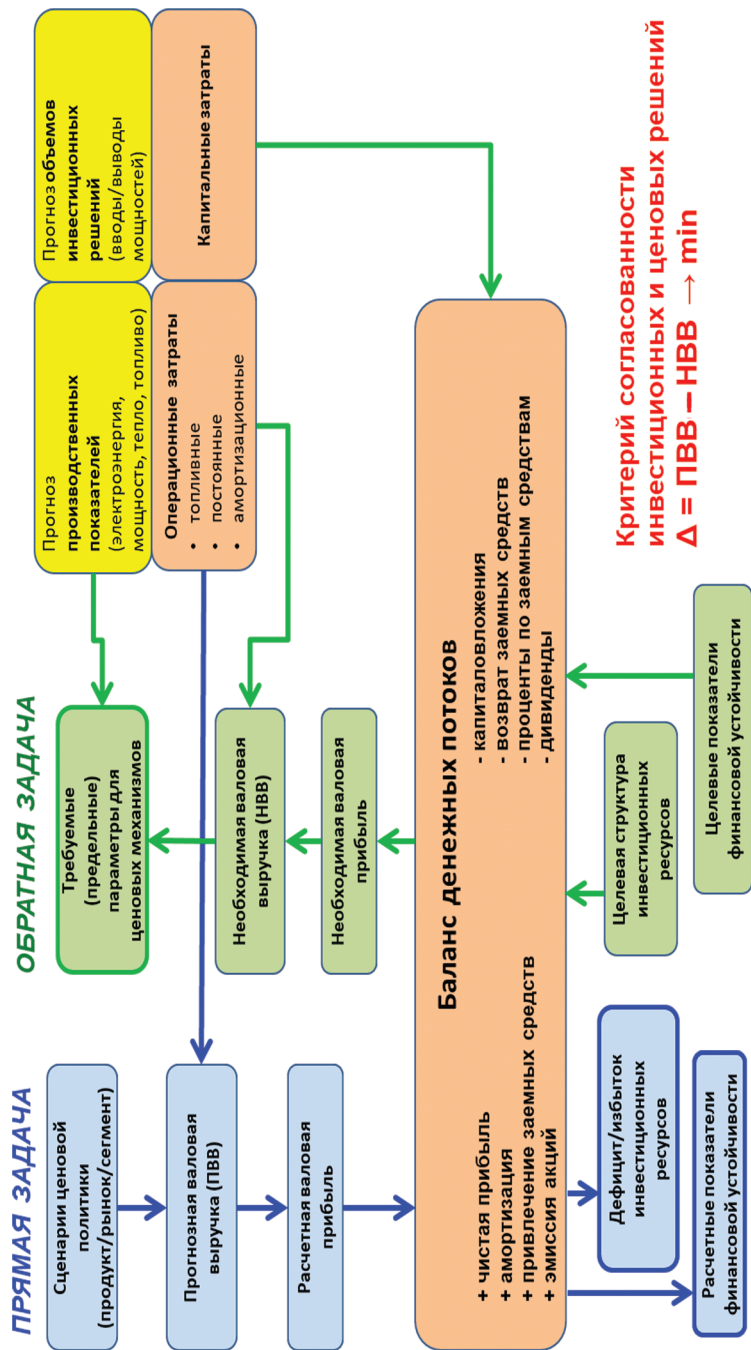 ПРЯМАЯ ЗАДАЧА
Сценарии ценовой
политики
(продукт/рынок/сегмент)
Прогнозная валовая
выручка (ПВВ)
Расчетная валовая
прибыль
ОБРАТНАЯ ЗАДАЧА
Требуемые
(предельные)
параметры для
ценовых механизмов
Необходимая валовая
выручка (НВВ)
Необходимая валовая
прибыль
Прогноз
производственных
показателей
(электроэнергия,
мощность, тепло, топливо)
Прогноз объемов
инвестиционных
решений
(вводы/выводы
мощностей)
Операционные затраты
• топливные
• постоянные
• амортизационные
Капитальные затраты
Баланс денежных потоков
+ чистая прибыль
+ амортизация
+ привлечение заемных средств
+ эмиссия акций
- капиталовложения
- возврат заемных средств
- проценты по заемным средствам
- дивиденды
Дефицит/избыток
инвестиционных
ресурсов
Расчетные показатели
финансовой устойчивости
Целевая структура
инвестиционных
ресурсов
Целевые показатели
финансовой устойчивости
Критерий согласованности
инвестиционных и ценовых решений
Δ = ПВВ – НВВ → min